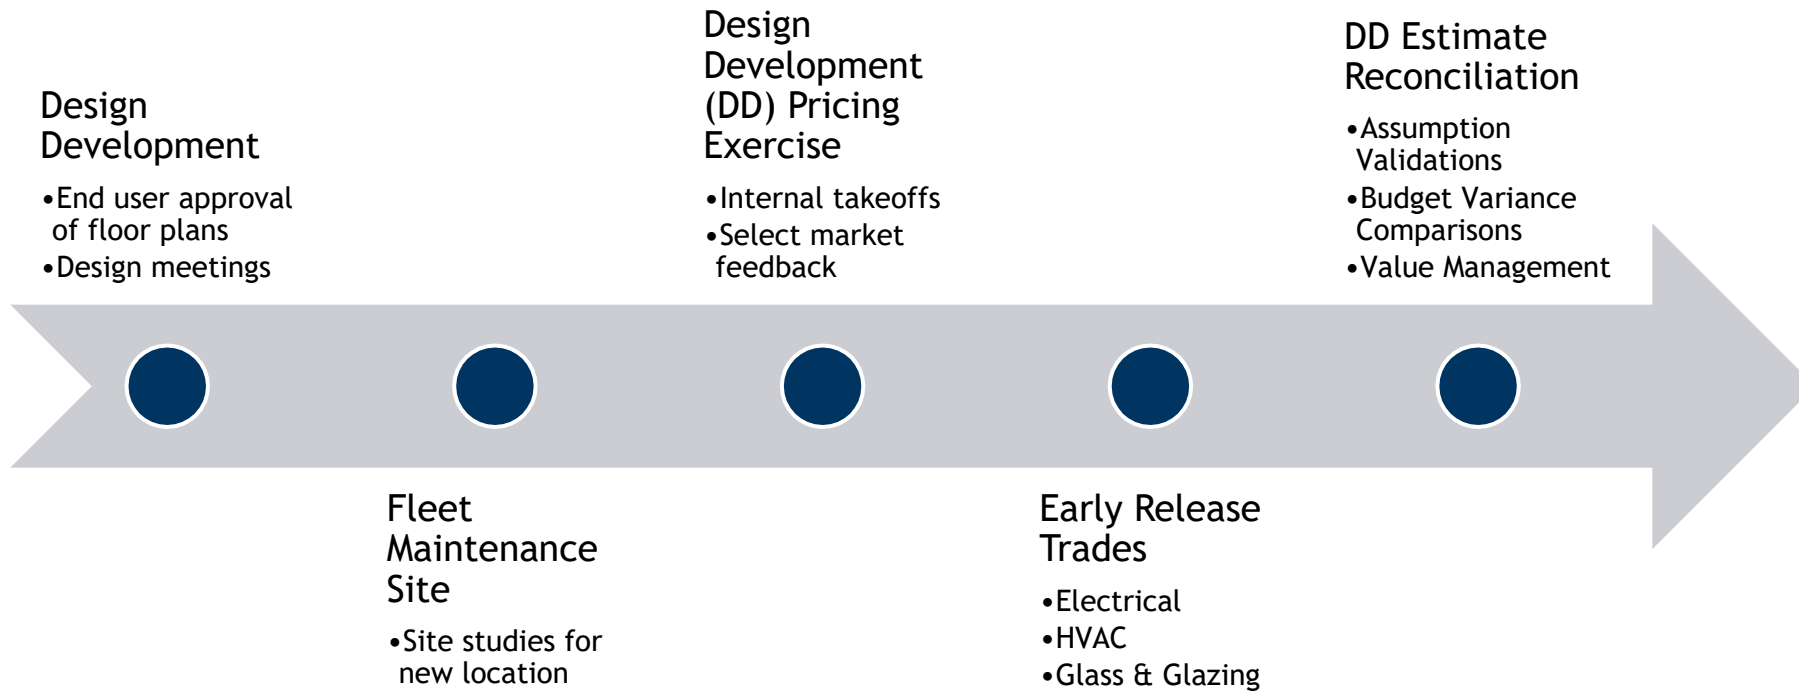 Design
Development
•End user approval
of floor plans
•Design meetings
Fleet
Maintenance
Site
•Site studies for
new location
Design
Development
(DD) Pricing
Exercise
•Internal takeoffs
•Select market
feedback
Early Release
Trades
•Electrical
•HVAC
•Glass & Glazing
DD Estimate
Reconciliation
•Assumption
Validations
•Budget Variance
Comparisons
•Value Management